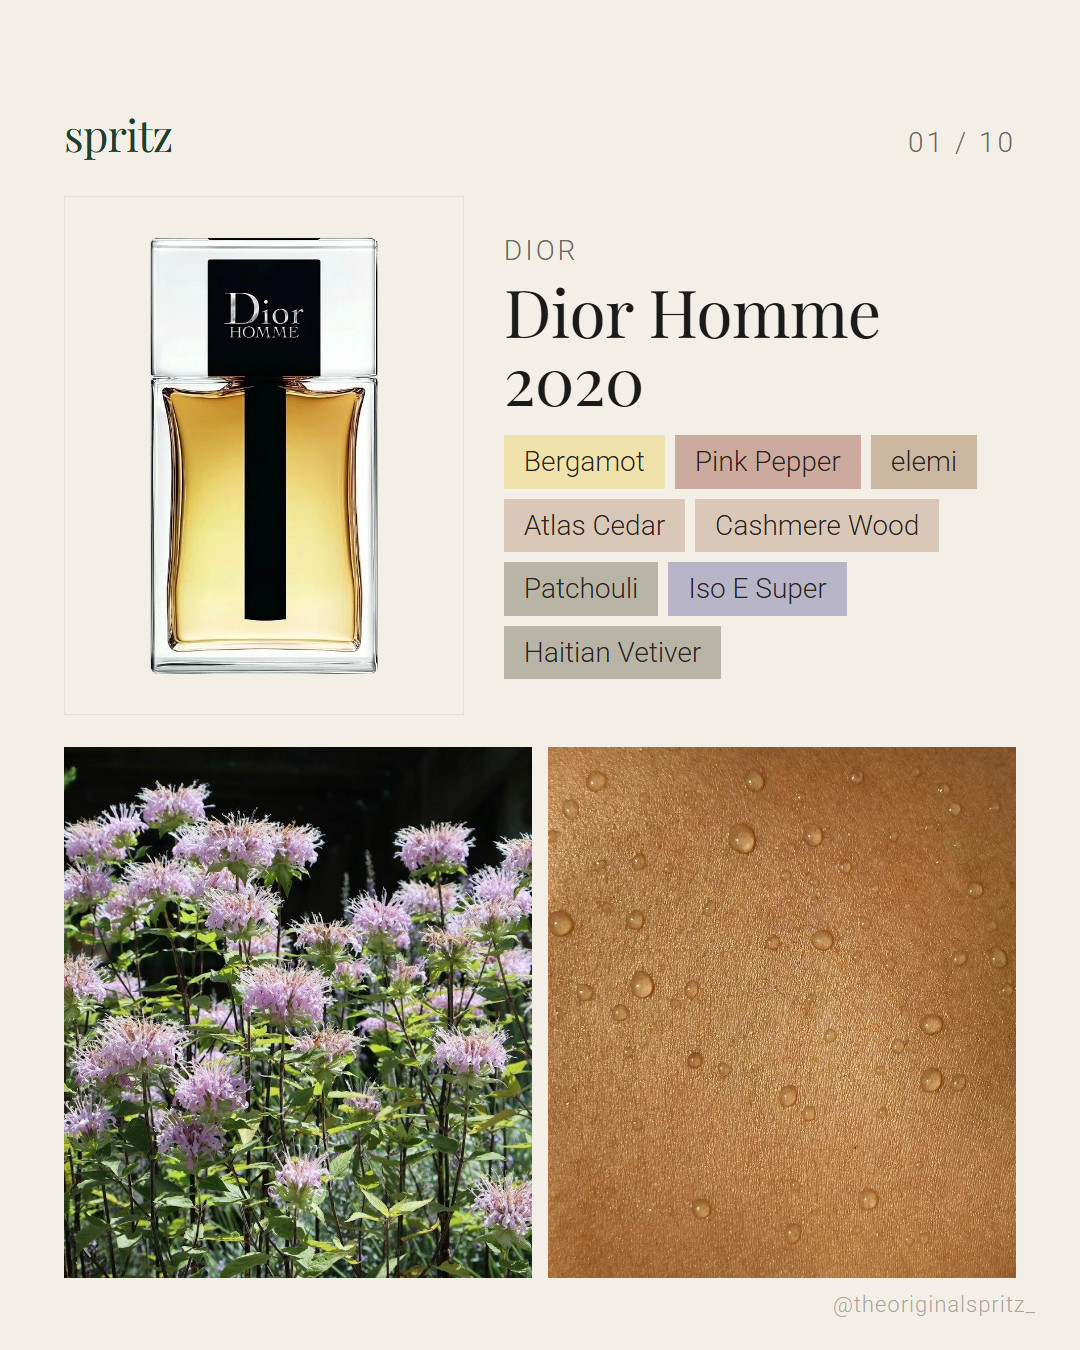 spritz
01 / 10
Dior
HOMME
DIOR
Dior Homme
2020
Bergamot Pink Pepper elemi
Atlas Cedar Cashmere Wood
Patchouli Iso E Super
Haitian Vetiver
@theoriginalspritz_